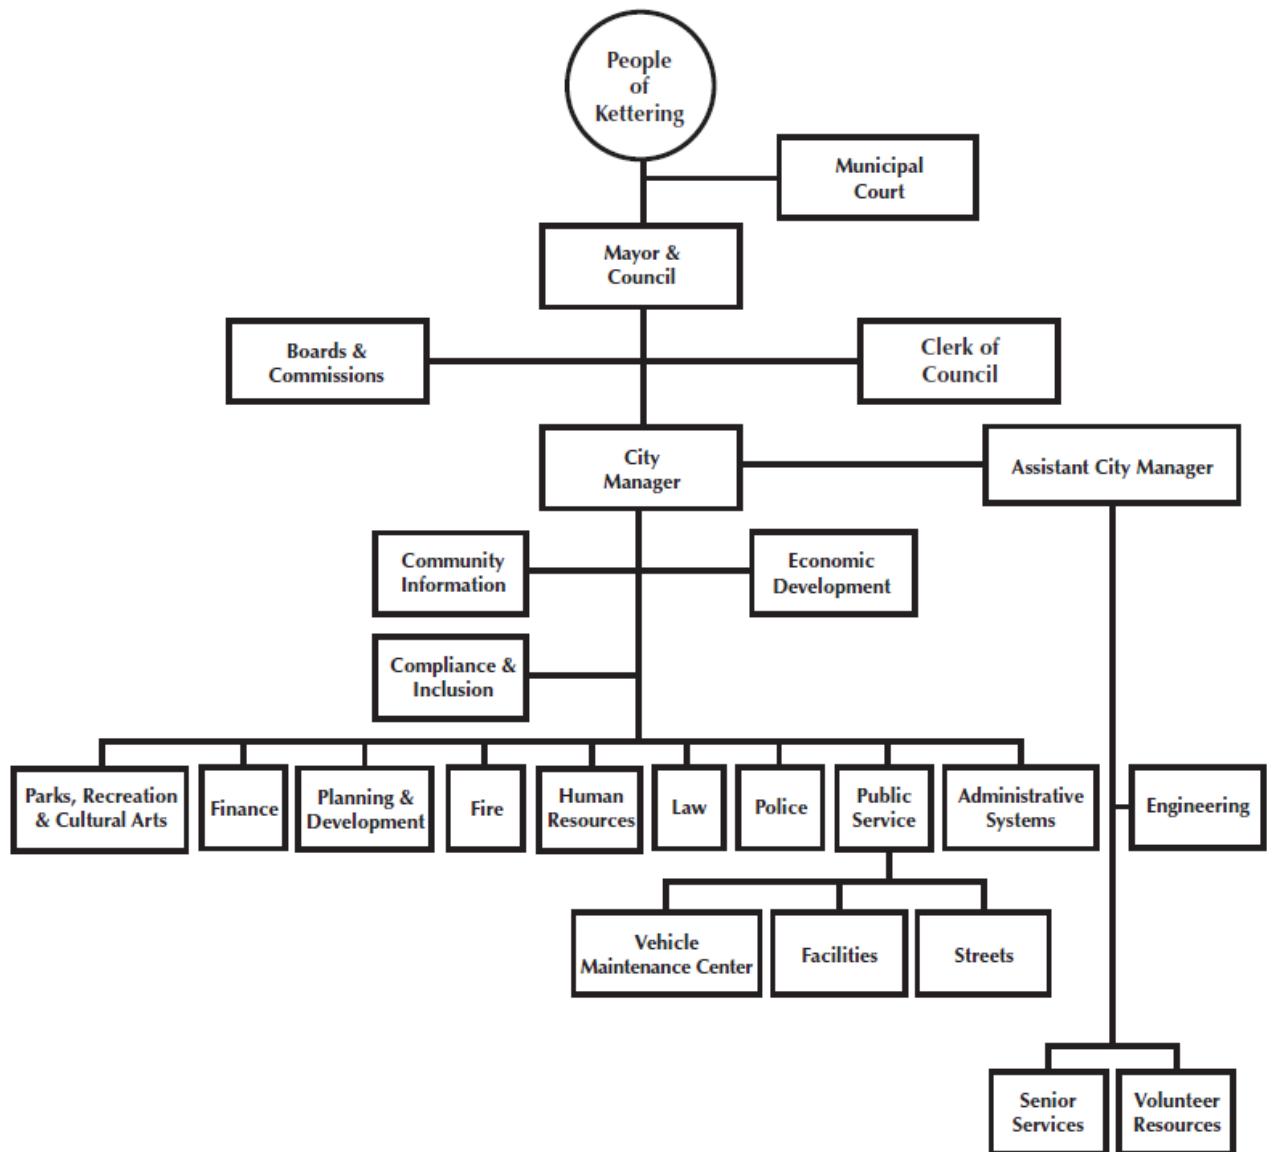 People
of
Kettering
Municipal
Court
Mayor &
Council
Boards &
Commissions
Clerk of
Council
City
Manager
Assistant City Manager
Community
Information
Economic
Development
Compliance &
Inclusion
Parks, Recreation
& Cultural Arts
Finance
Planning &
Development
Fire
Human
Resources
Law
Police
Public
Service
Administrative
Systems
Engineering
Vehicle
Maintenance Center
Facilities
Streets
Senior
Services
Volunteer
Resources